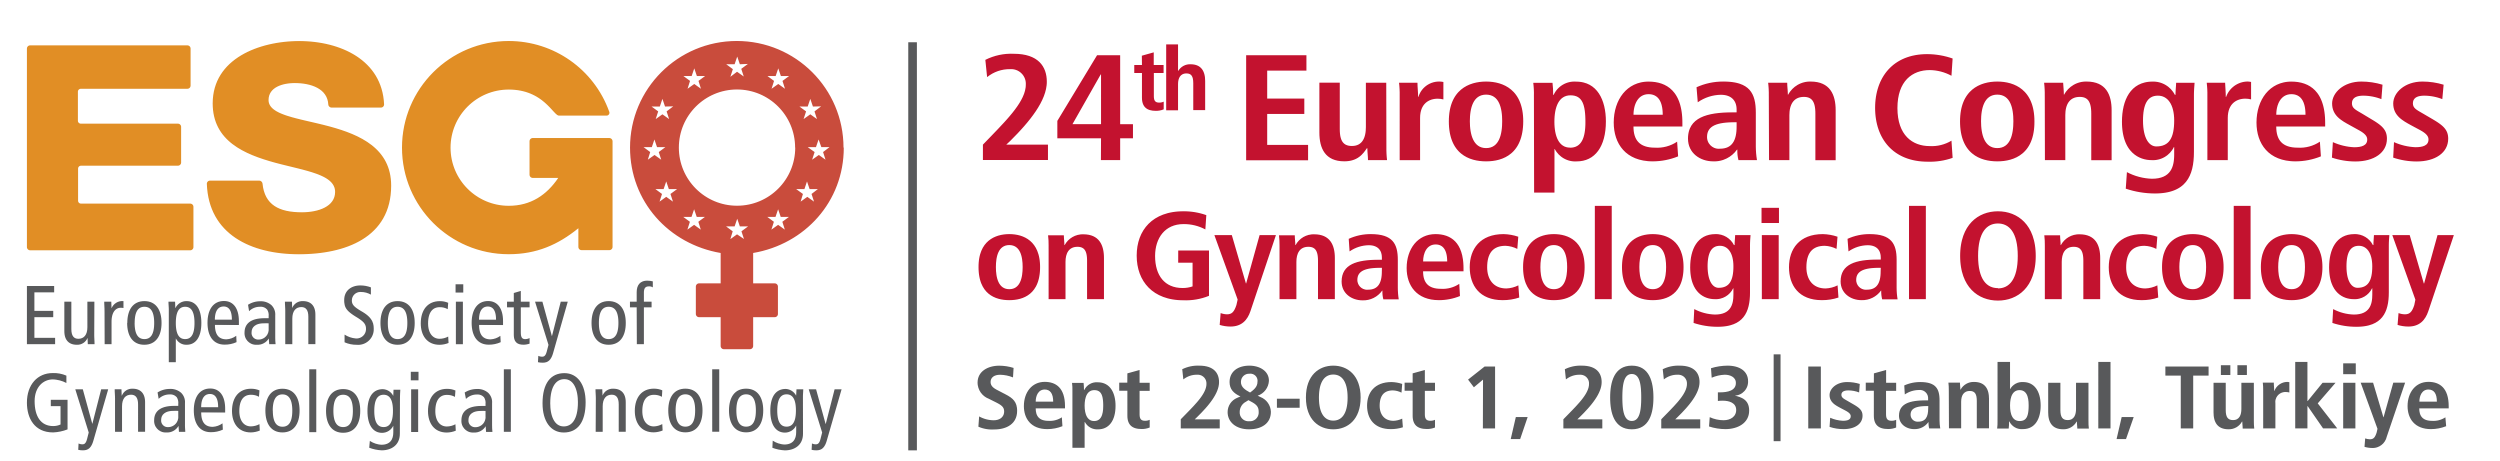 ESGO
European Society of
Gynaecological Oncology
24th European Congress
on Gynaecological Oncology
Sept 28-Oct 1, 2023 | Istanbul, Türkiye